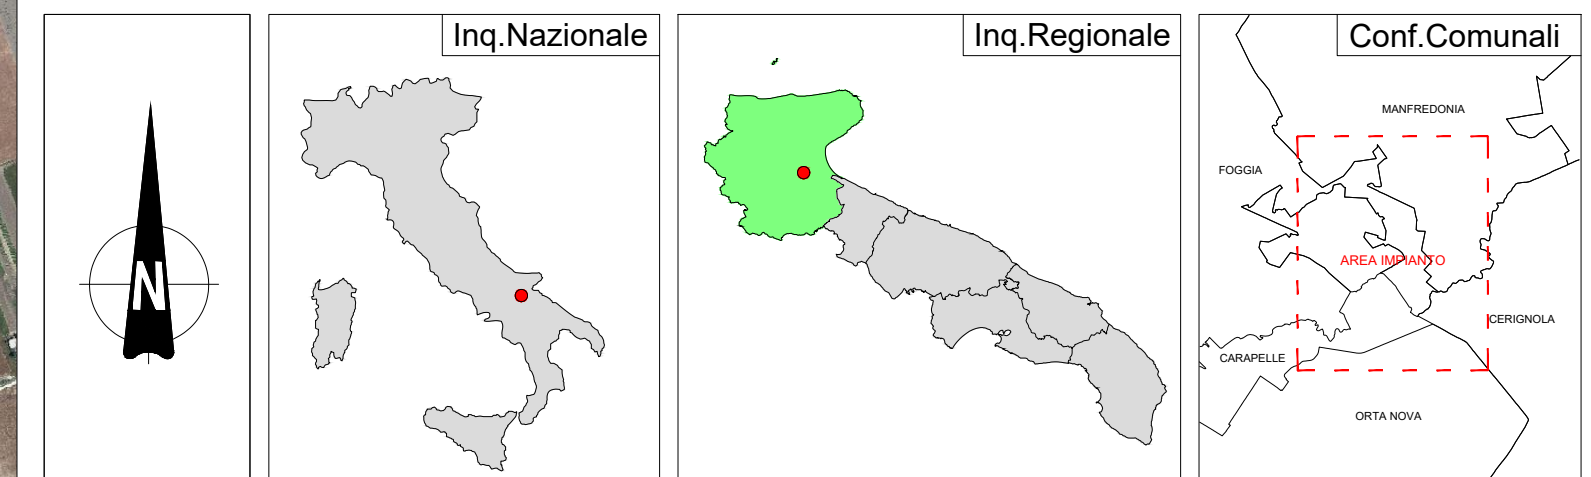 N
Inq.Nazionale
Inq.Regionale
Conf.Comunali
MANFREDONIA
FOGGIA
AREA IMPIANTO
CERIGNOLA
CARAPELLE
ORTA NOVA